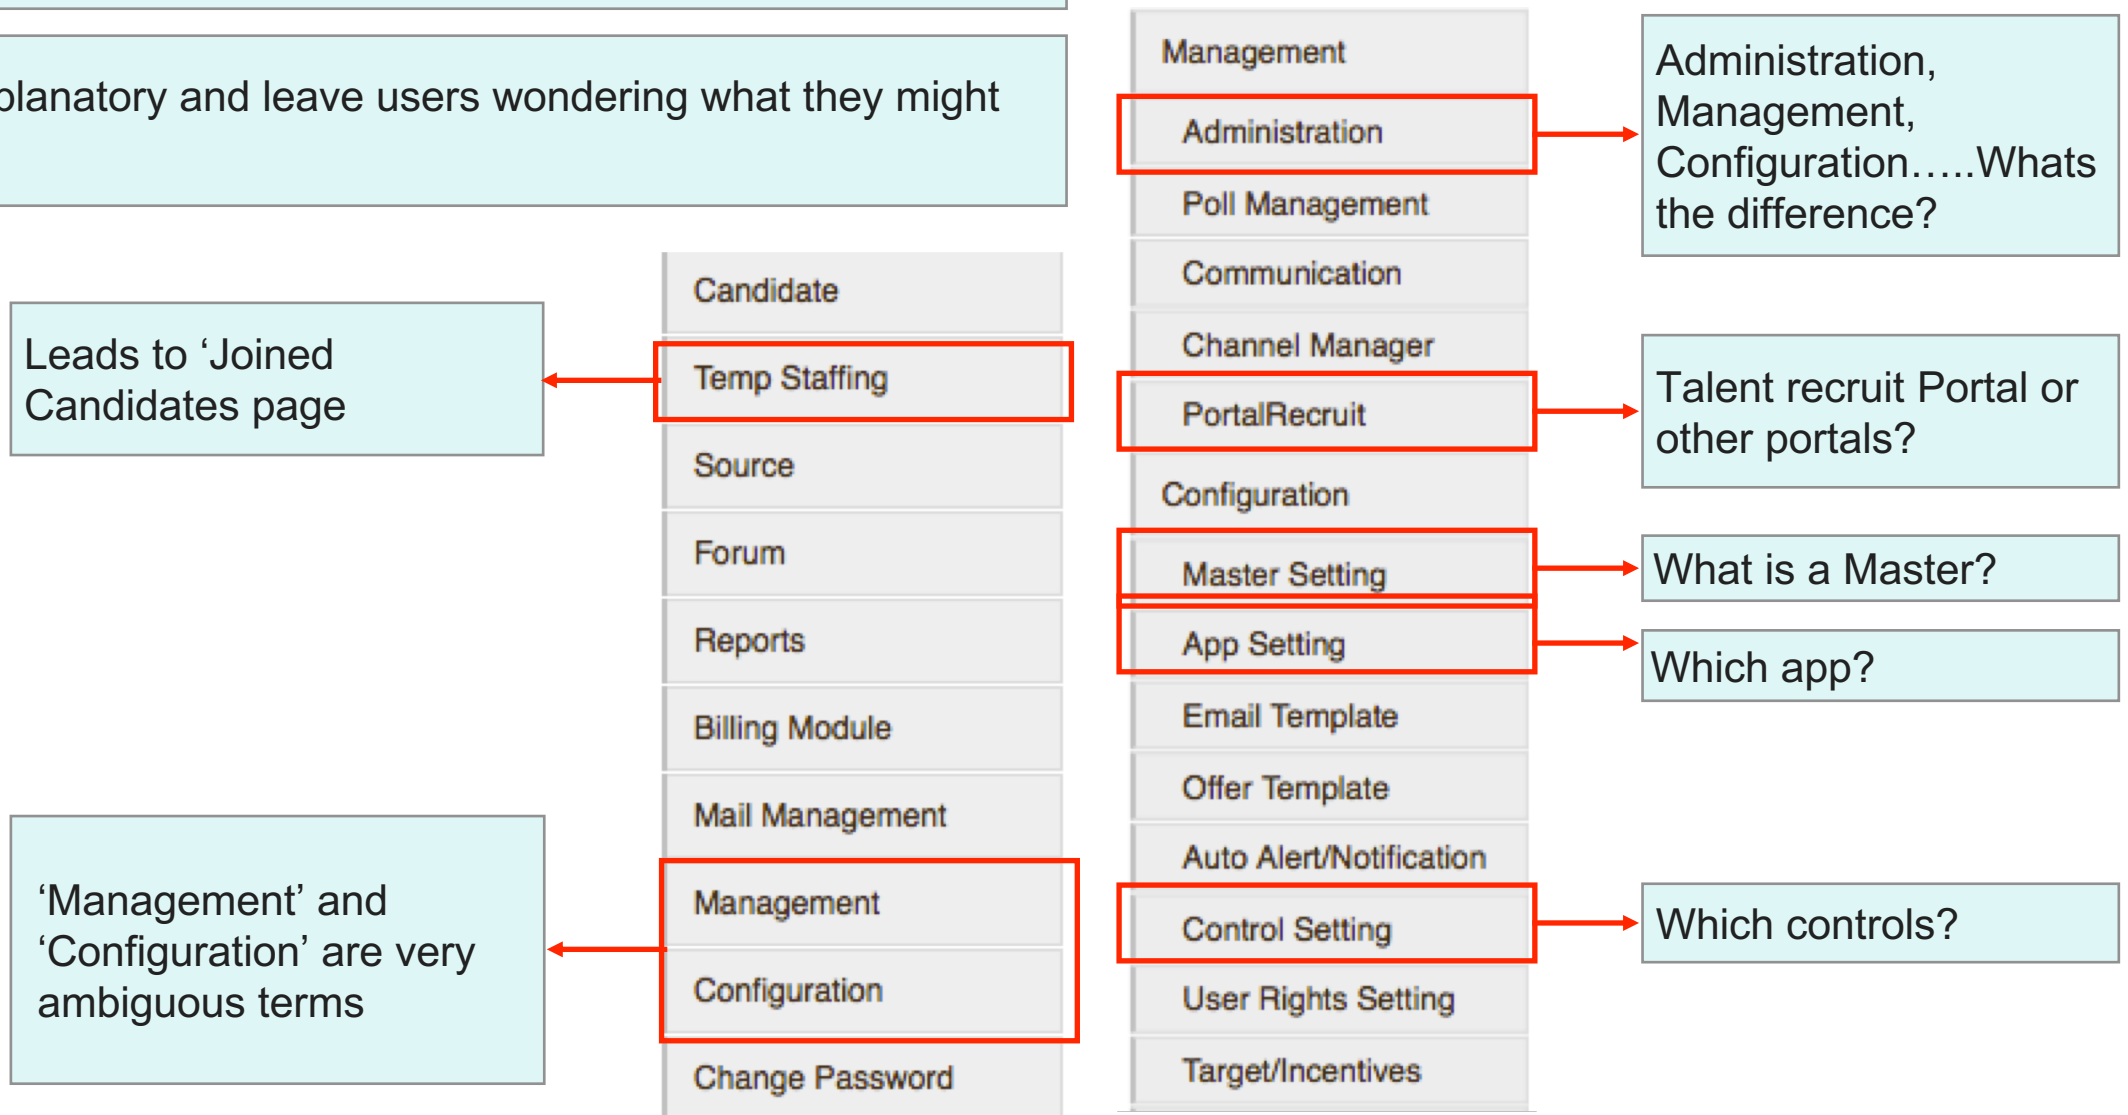 planatory and leave users wondering what they might
Leads to ‘Joined
Candidates page
‘Management’ and
‘Configuration’ are very
ambiguous terms
Candidate
Temp Staffing
Source
Forum
Reports
Billing Module
Mail Management
Management
Configuration
Change Password
Management
Administration
Poll Management
Communication
Channel Manager
PortalRecruit
Configuration
Master Setting
App Setting
Email Template
Offer Template
Auto Alert/Notification
Control Setting
User Rights Setting
Target/Incentives
Administration,
Management,
Configuration…..Whats
the difference?
Talent recruit Portal or
other portals?
What is a Master?
Which app?
Which controls?